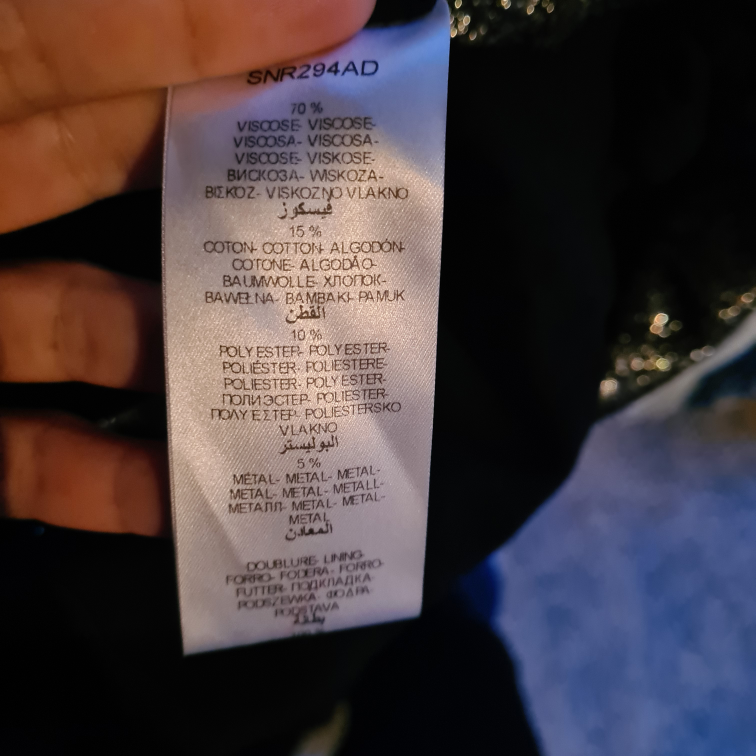 SNR294AD
70 %
VISCOSE- VISCOSE-
VISCOSA- VISCOSA-
VISCOSE- VISKOSE-
ВИСКОЗА- WISKOZA-
ΒΙΣΚΟΖ- VISKOZNO VLAKNO
فيسكوز
15 %
COTON- COTTON- ALGODÓN-
COTONE- ALGODÃO-
BAUMWOLLE- ХЛОПОК-
BAWEŁNA- BAMBAKI- PAMUK
القطن
10 %
POLYESTER- POLYESTER-
POLIÉSTER- POLIESTERE-
POLIESTER- POLYESTER-
ПОЛИЭСТЕР- POLIESTER-
ΠΟΛΥΕΣΤΕΡ- POLIESTERSKO
VLAKNO
البوليستر
5 %
MÉTAL- METAL- METAL-
METAL- METAL- METALL-
МЕТАЛЛ- METAL- METAL-
METAL
المعادن
DOUBLURE- LINING-
FORRO- FODERA- FORRO-
FUTTER- ПОДКЛАДКА-
PODSZEWKA- ΦΟΔΡΑ-
PODSTAVA
بطانة